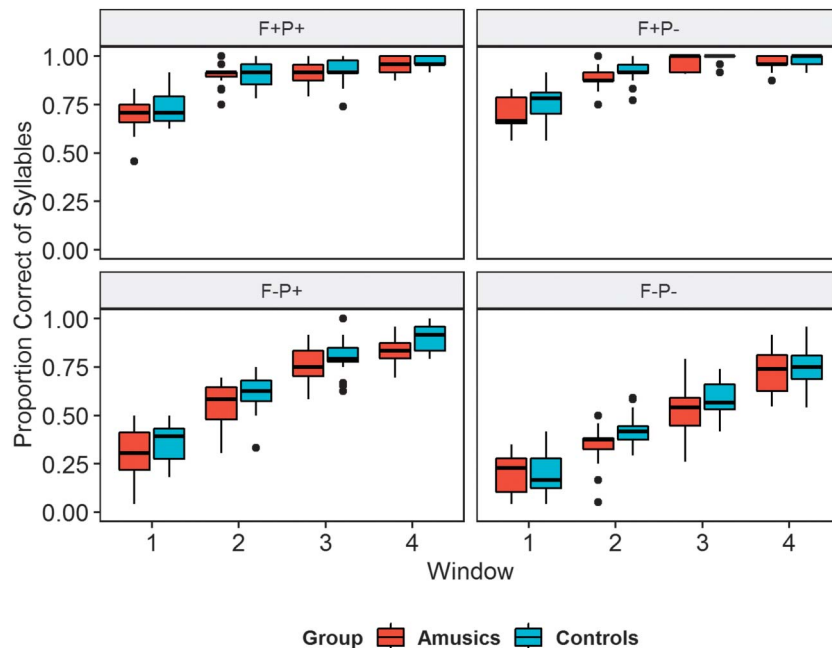 F+P+ F+P-
1.00
0.75
0.50
0.25
0.00
F-P+ F-P-
1.00
0.75
0.50
0.25
0.00
Proportion Correct of Syllables
1 2 3 4 1 2 3 4
Window
Group Amusics Controls